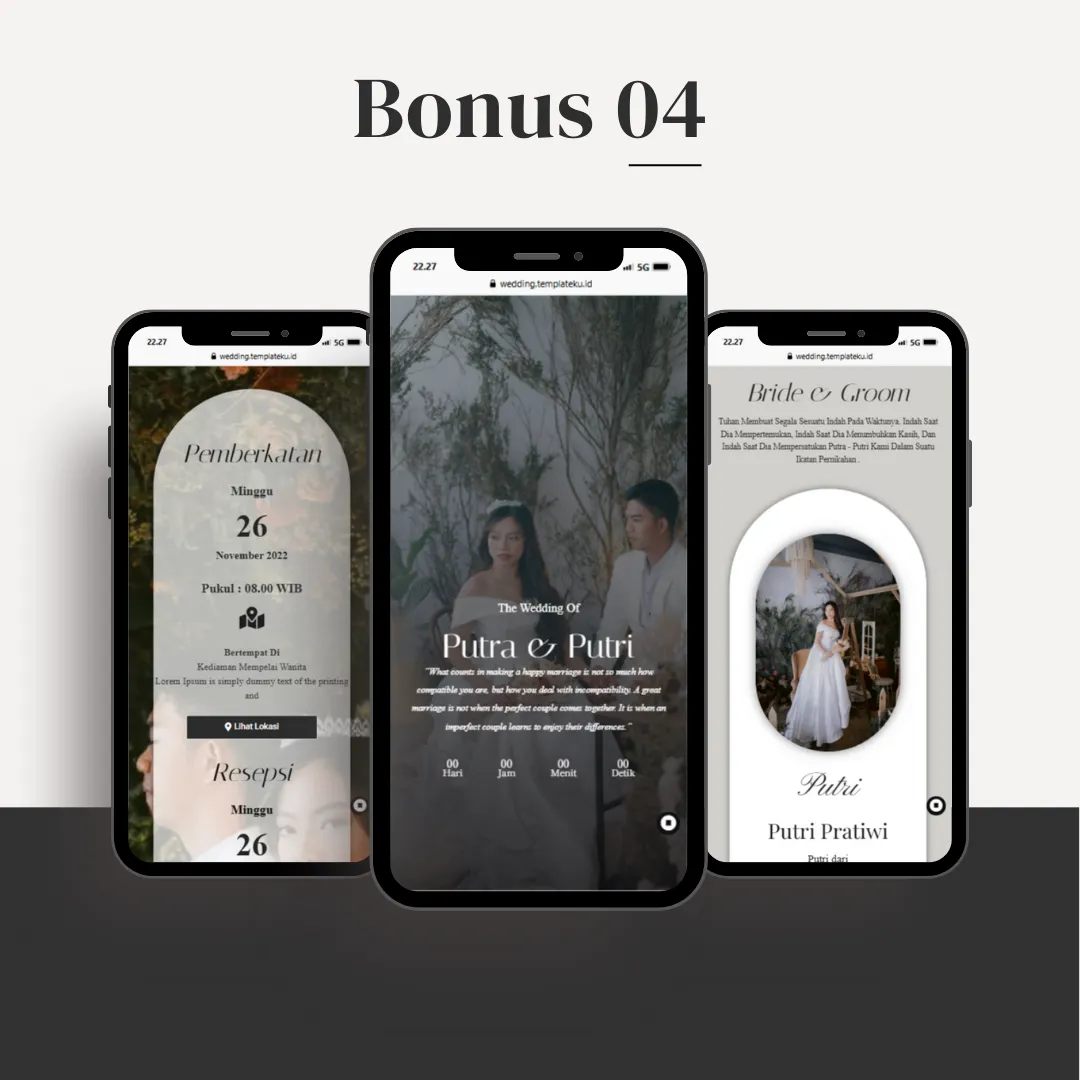 Bonus 04
22.27
5G
wedding.templateku.id
Pemberkatan
Minggu
26
November 2022
Pukul : 08.00 WIB
Bertempat Di
Kediaman Mempelai Wanita
Lorem Ipsum is simply dummy text of the printing
and
Lihat Lokasi
Resepsi
Minggu
26
22.27
5G
wedding.templateku.id
The Wedding Of
Putra & Putri
"What counts in making a happy marriage is not so much how
compatible you are, but how you deal with incompatibility. A great
marriage is not when the perfect couple comes together. It is when an
imperfect couple learns to enjoy their differences."
00 00 00 00
Hari Jam Menit Detik
22.27
5G
wedding.templateku.id
Bride & Groom
Tuhan Membuat Segala Sesuatu Indah Pada Waktunya. Indah Saat
Dia Mempertemukan, Indah Saat Dia Menumbuhkan Kasih, Dan
Indah Saat Dia Mempersatukan Putra - Putri Kami Dalam Suatu
Ikatan Pernikahan .
Putri
Putri Pratiwi
Putri dari